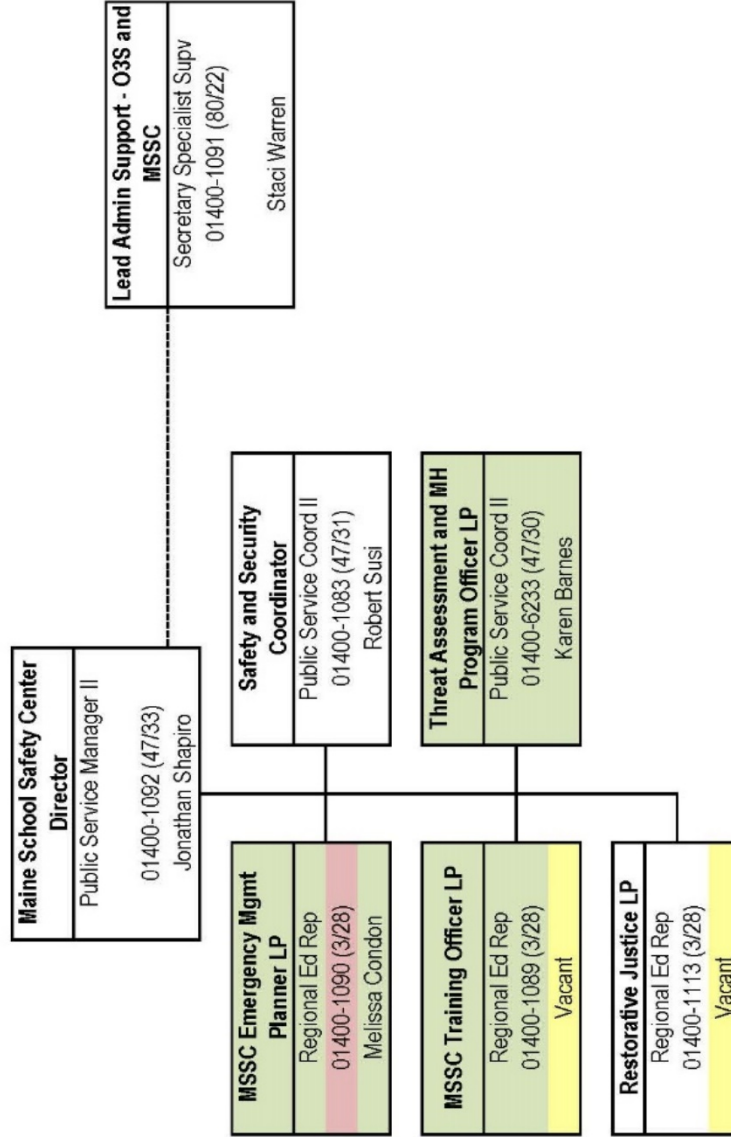 Maine School Safety Center
Director
Public Service Manager II
01400-1092 (47/33)
Jonathan Shapiro
Lead Admin Support - O3S and
MSSC
Secretary Specialist Supv
01400-1091 (80/22)
Staci Warren
MSSC Emergency Mgmt
Planner LP
Regional Ed Rep
01400-1090 (3/28)
Melissa Condon
Safety and Security
Coordinator
Public Service Coord II
01400-1083 (47/31)
Robert Susi
MSSC Training Officer LP
Regional Ed Rep
01400-1089 (3/28)
Vacant
Threat Assessment and MH
Program Officer LP
Public Service Coord II
01400-6233 (47/30)
Karen Barnes
Restorative Justice LP
Regional Ed Rep
01400-1113 (3/28)
Vacant